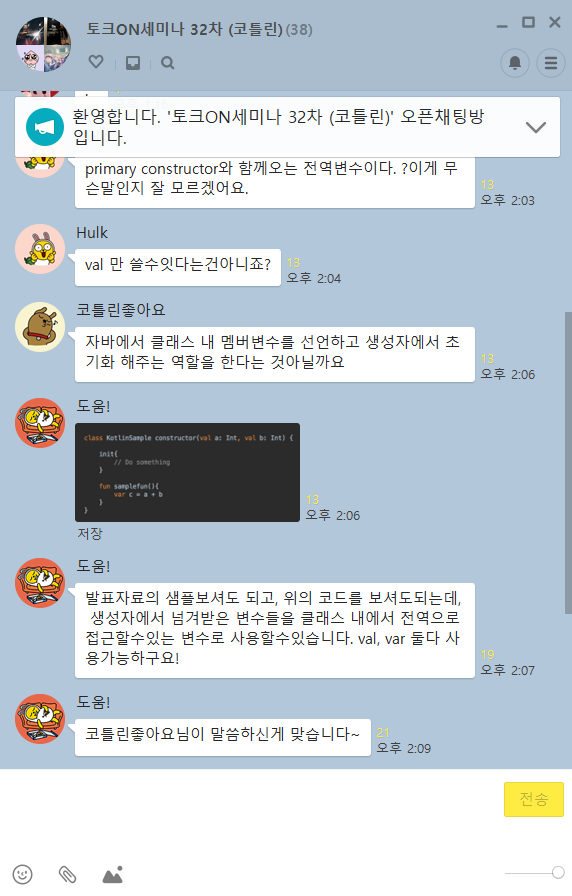 토크ON세미나 32차 (코틀린) (38)
환영합니다. '토크ON세미나 32차 (코틀린)' 오픈채팅방
입니다.
primary constructor와 함께오는 전역변수이다. ?이게 무
슨말인지 잘 모르겠어요.
13
오후 2:03
Hulk
val 만 쓸수잇다는건아니죠?
13
오후 2:04
코틀린좋아요
자바에서 클래스 내 멤버변수를 선언하고 생성자에서 초
기화 해주는 역할을 한다는 것아닐까요
13
오후 2:06
도움!
class KotlinSample constructor(val a: Int, val b: Int) {
init{
// Do something
}
fun samplefun(){
var c = a + b
}
}
13
오후 2:06
저장
도움!
발표자료의 샘플보셔도 되고, 위의 코드를 보셔도되는데,
생성자에서 넘겨받은 변수들을 클래스 내에서 전역으로
접근할수있는 변수로 사용할수있습니다. val, var 둘다 사
용가능하구요!
19
오후 2:07
도움!
코틀린좋아요님이 말씀하신게 맞습니다~
21
오후 2:09
전송